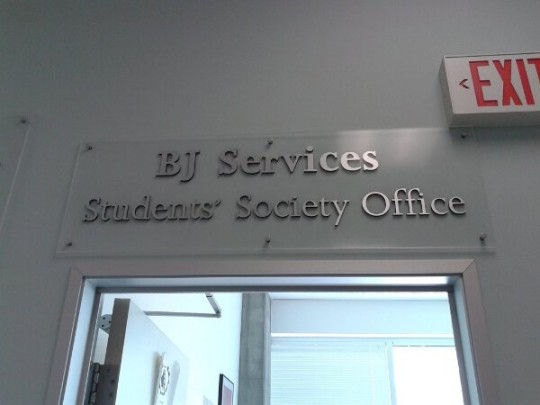 BJ Services
Students' Society Office
EXIT